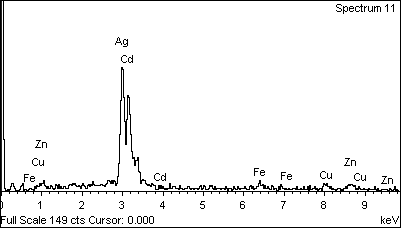 Spectrum 11
Ag
Cd
Zn
Cu
Fe
Cd
Fe
Fe
Cu
Zn
Cu
Zn
0 1 2 3 4 5 6 7 8 9
Full Scale 149 cts Cursor: 0.000 keV